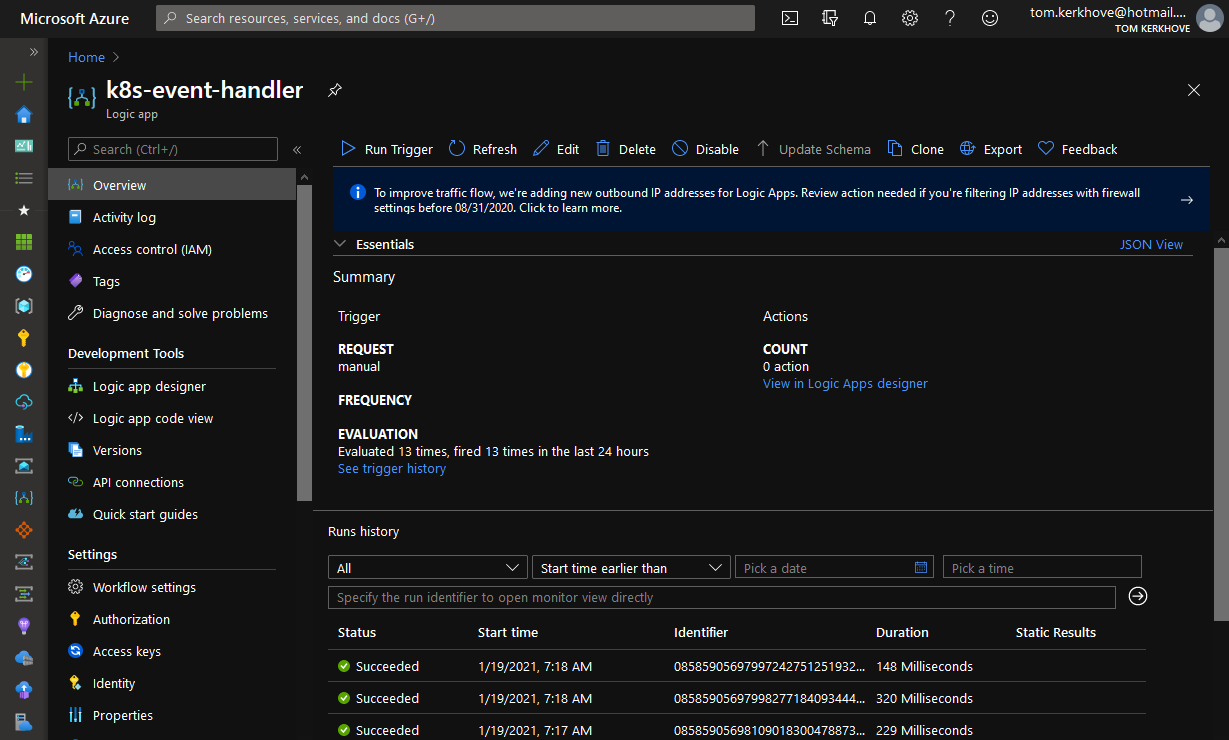 Microsoft Azure
Search resources, services, and docs (G+/)
tom.kerkhove@hotmail....
TOM KERKHOVE
Home
k8s-event-handler
Logic app
Search (Ctrl+/)
Overview
Activity log
Access control (IAM)
Tags
Diagnose and solve problems
Development Tools
Logic app designer
Logic app code view
Versions
API connections
Quick start guides
Settings
Workflow settings
Authorization
Access keys
Identity
Properties
Run Trigger Refresh Edit Delete Disable Update Schema Clone Export Feedback
To improve traffic flow, we're adding new outbound IP addresses for Logic Apps. Review action needed if you're filtering IP addresses with firewall
settings before 08/31/2020. Click to learn more.
Essentials JSON View
Summary
Trigger
REQUEST
manual
FREQUENCY
EVALUATION
Evaluated 13 times, fired 13 times in the last 24 hours
See trigger history
Actions
COUNT
0 action
View in Logic Apps designer
Runs history
All Start time earlier than Pick a date Pick a time
Specify the run identifier to open monitor view directly
Status Start time Identifier Duration Static Results
Succeeded 1/19/2021, 7:18 AM 08585905697997242751251932... 148 Milliseconds
Succeeded 1/19/2021, 7:18 AM 08585905697998277184093444... 320 Milliseconds
Succeeded 1/19/2021, 7:17 AM 08585905698109018300478873... 229 Milliseconds